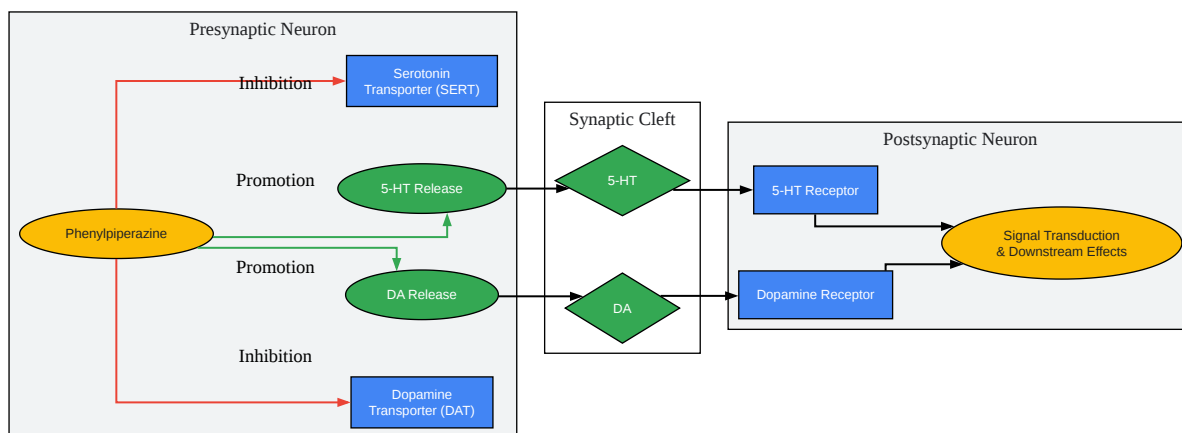 Presynaptic Neuron
Serotonin
Transporter (SERT)
Inhibition
Synaptic Cleft
Postsynaptic Neuron
Promotion
5-HT Release
5-HT
5-HT Receptor
Phenylpiperazine
Signal Transduction
& Downstream Effects
Promotion
DA Release
DA
Dopamine Receptor
Inhibition
Dopamine
Transporter (DAT)